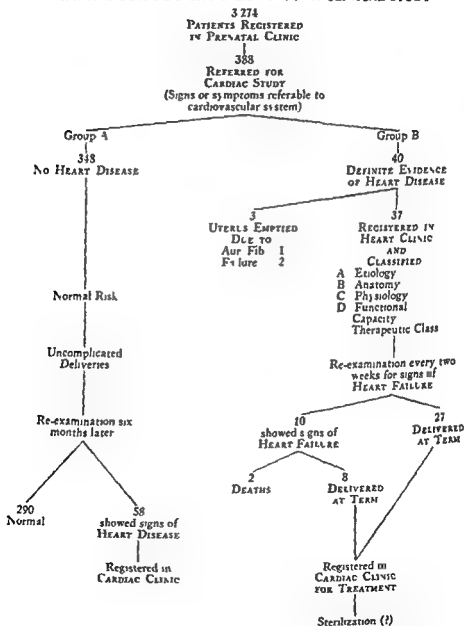 3 274
PATIENTS REGISTERED
IN PRENATAL CLINIC
388
REFERRED FOR
CARDIAC STUDY
(Signs or symptoms referable to
cardiovascular system)
Group A
348
NO HEART DISEASE
Normal Risk
Uncomplicated
Deliveries
Re-examination six
months later
290
Normal
58
showed signs of
HEART DISEASE
Registered in
CARDIAC CLINIC
Group B
40
DEFINITE EVIDENCE
OF HEART DISEASE
3
UTERUS EMPTIED
DUE TO
Aur Fib 1
Failure 2
37
REGISTERED IN
HEART CLINIC
AND
CLASSIFIED
A Etiology
B Anatomy
C Physiology
D Functional
Capacity
Therapeutic Class
Re-examination every two
weeks for signs of
HEART FAILURE
10
showed signs of
HEART FAILURE
27
DELIVERED
AT TERM
2
DEATHS
8
DELIVERED
AT TERM
Registered in
CARDIAC CLINIC
FOR TREATMENT
Sterilization (?)